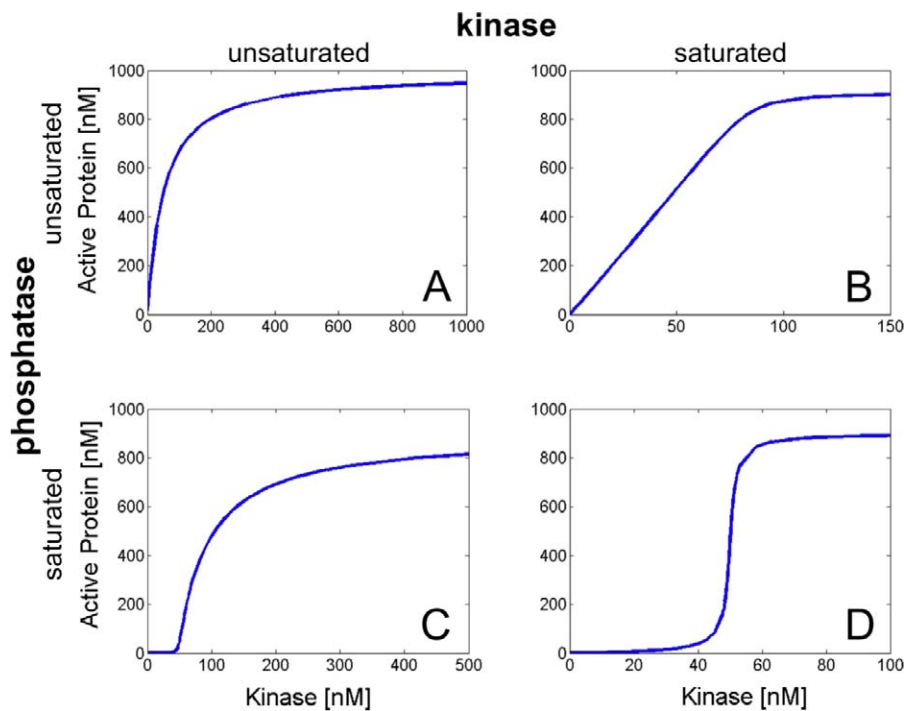 kinase
unsaturated
saturated
phosphatase
unsaturated
Active Protein [nM]
1000
800
600
400
200
0
0 200 400 600 800 1000
A
1000
800
600
400
200
0
0 50 100 150
B
saturated
Active Protein [nM]
1000
800
600
400
200
0
0 100 200 300 400 500
Kinase [nM]
C
1000
800
600
400
200
0
0 20 40 60 80 100
Kinase [nM]
D